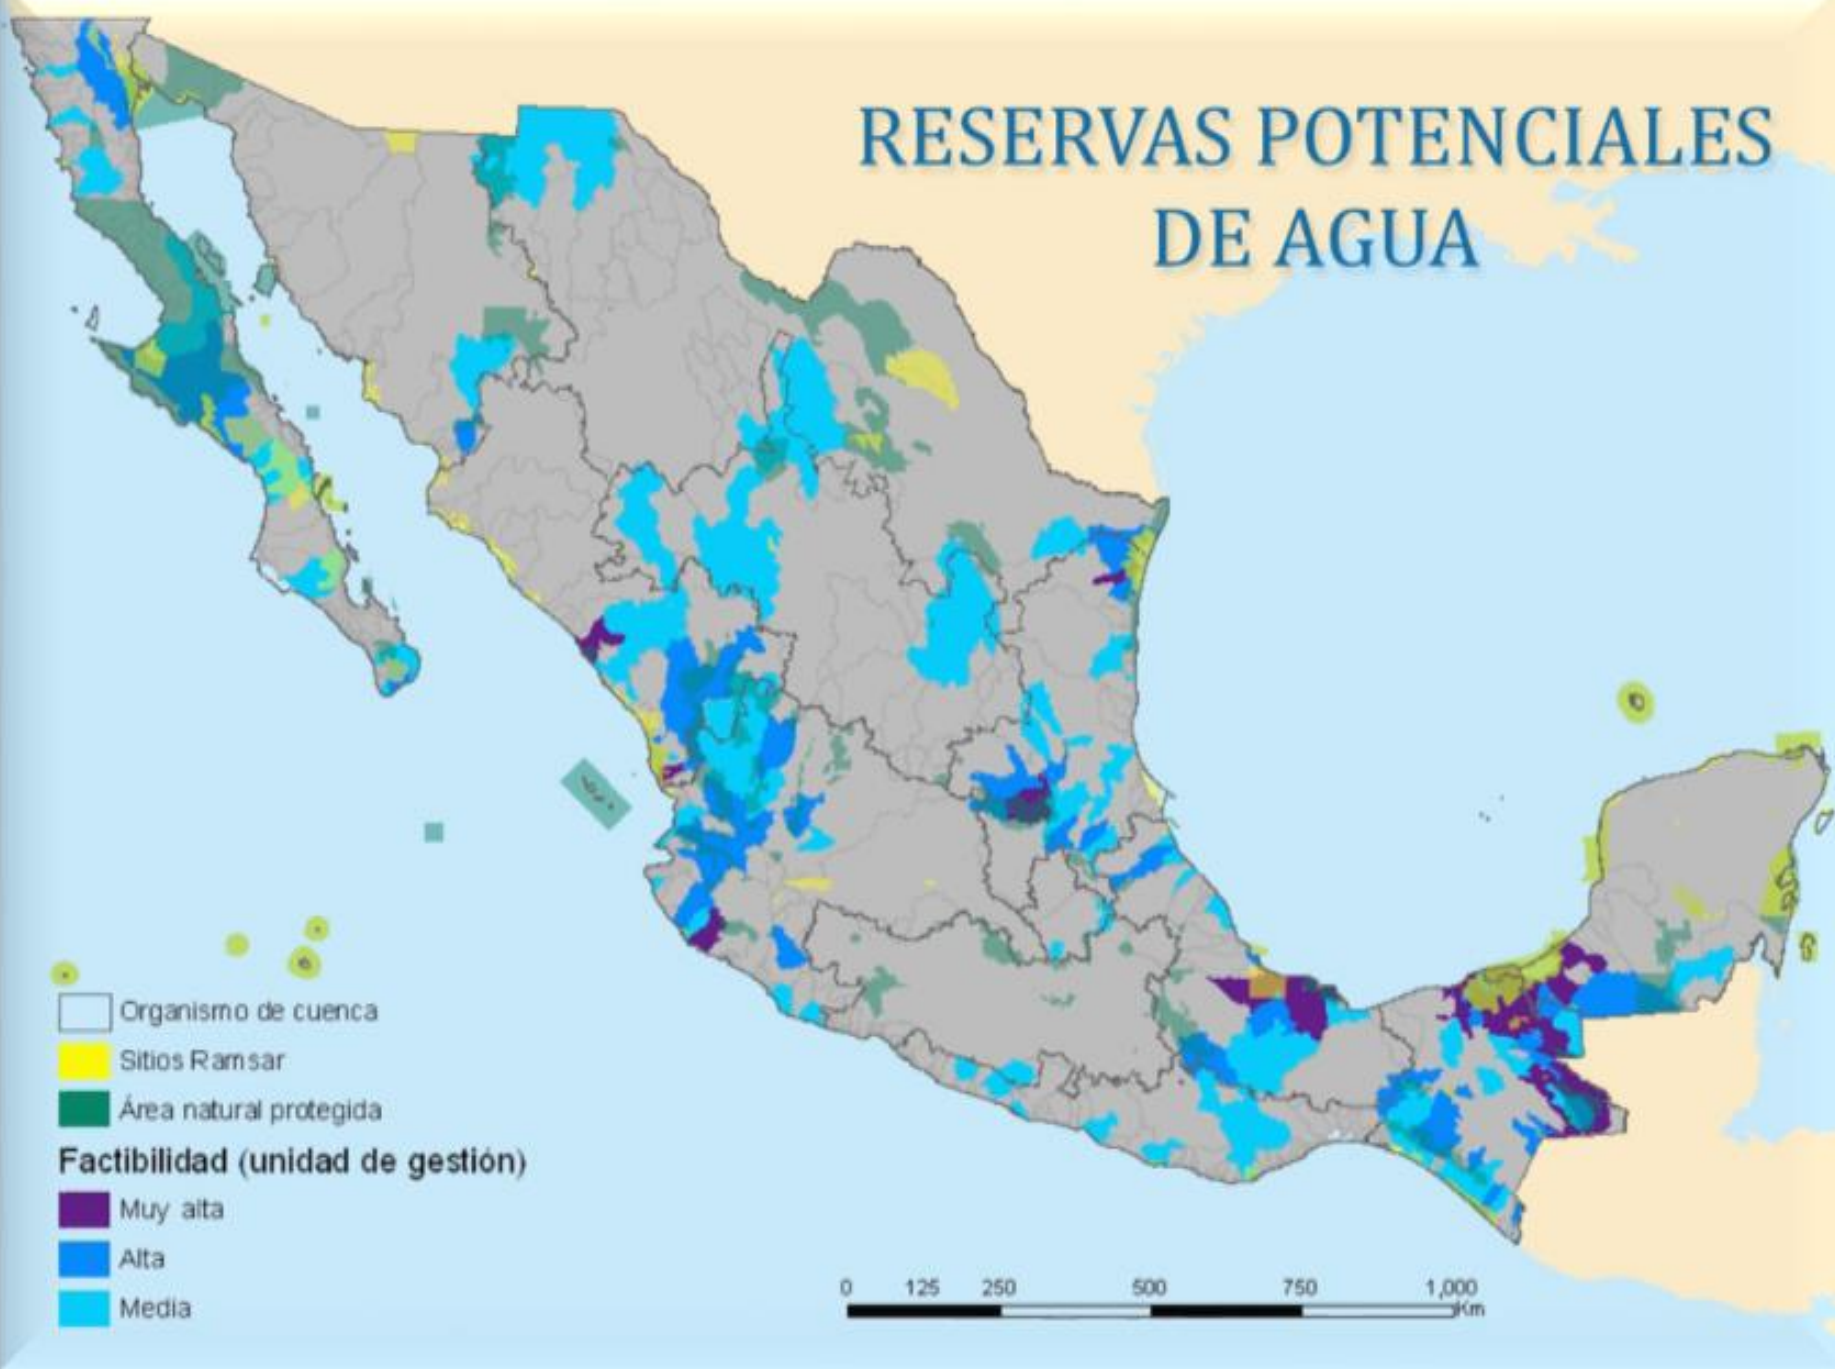 RESERVAS POTENCIALES
DE AGUA
Organismo de cuenca
Sitios Ramsar
Área natural protegida
Factibilidad (unidad de gestión)
Muy alta
Alta
Media
0 125 250 500 750 1,000
Km